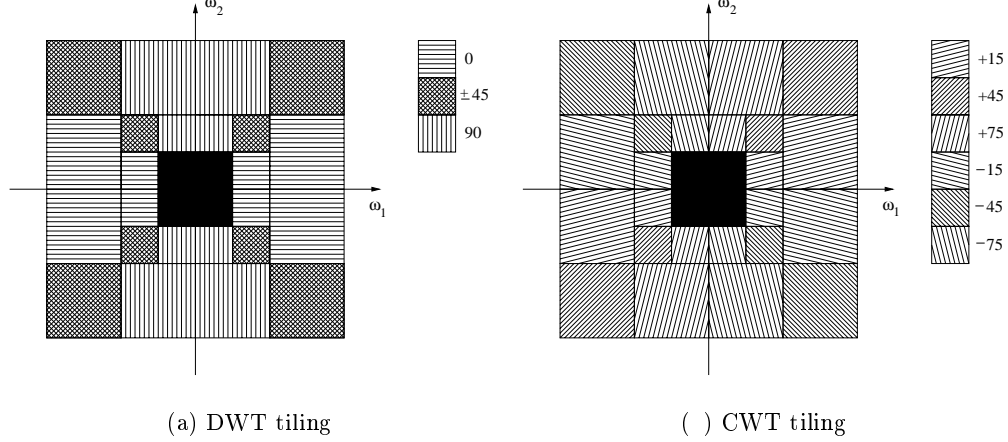 ω2
ω1
0
±45
90
(a) DWT tiling
ω2
ω1
+15
+45
+75
−15
−45
−75
( ) CWT tiling